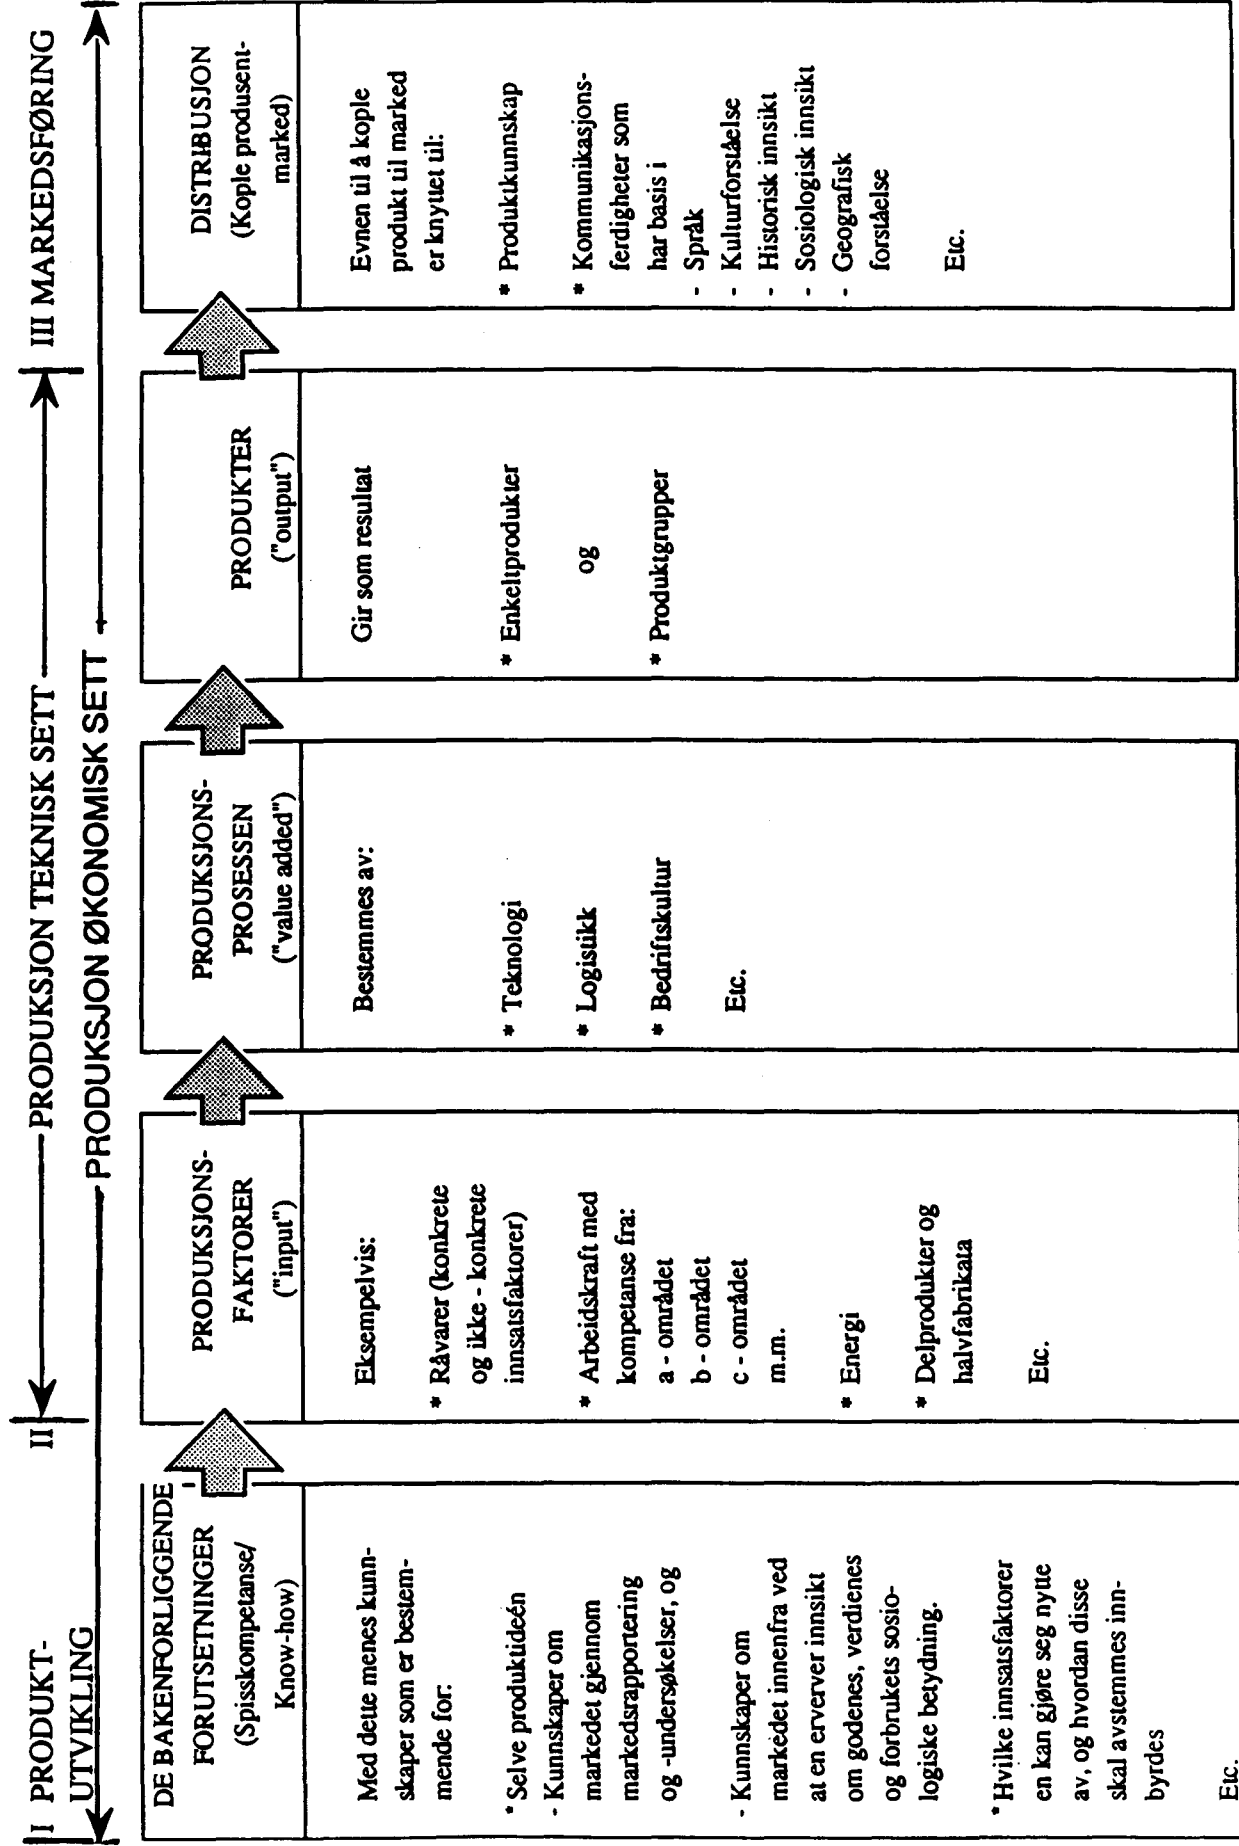 I PRODUKT-
UTVIKLING
II
PRODUKSJON TEKNISK SETT
III MARKEDSFØRING
PRODUKSJON ØKONOMISK SETT
DE BAKENFORLIGGENDE
FORUTSETNINGER
(Spisskompetanse/
Know-how)
Med dette menes kunn-
skaper som er bestem-
mende for:
* Selve produktideén
- Kunnskaper om
markedet gjennom
markedsrapportering
og -undersøkelser, og
- Kunnskaper om
markedet innenfra ved
at en erverver innsikt
om godenes, verdienes
og forbrukets sosio-
logiske betydning.
* Hvilke innsatsfaktorer
en kan gjøre seg nytte
av, og hvordan disse
skal avstemmes inn-
byrdes
Etc.
PRODUKSJONS-
FAKTORER
("input")
Eksempelvis:
* Råvarer (konkrete
og ikke - konkrete
innsatsfaktorer)
* Arbeidskraft med
kompetanse fra:
a - området
b - området
c - området
m.m.
* Energi
* Delprodukter og
halvfabrikata
Etc.
PRODUKSJONS-
PROSESSEN
("value added")
Bestemmes av:
* Teknologi
* Logistikk
* Bedriftskultur
Etc.
PRODUKTER
("output")
Gir som resultat
* Enkeltprodukter
og
* Produktgrupper
DISTRIBUSJON
(Kople produsent-
marked)
Evnen til å kople
produkt til marked
er knyttet til:
* Produktkunnskap
* Kommunikasjons-
ferdigheter som
har basis i
- Språk
- Kulturforståelse
- Historisk innsikt
- Sosiologisk innsikt
- Geografisk
forståelse
Etc.